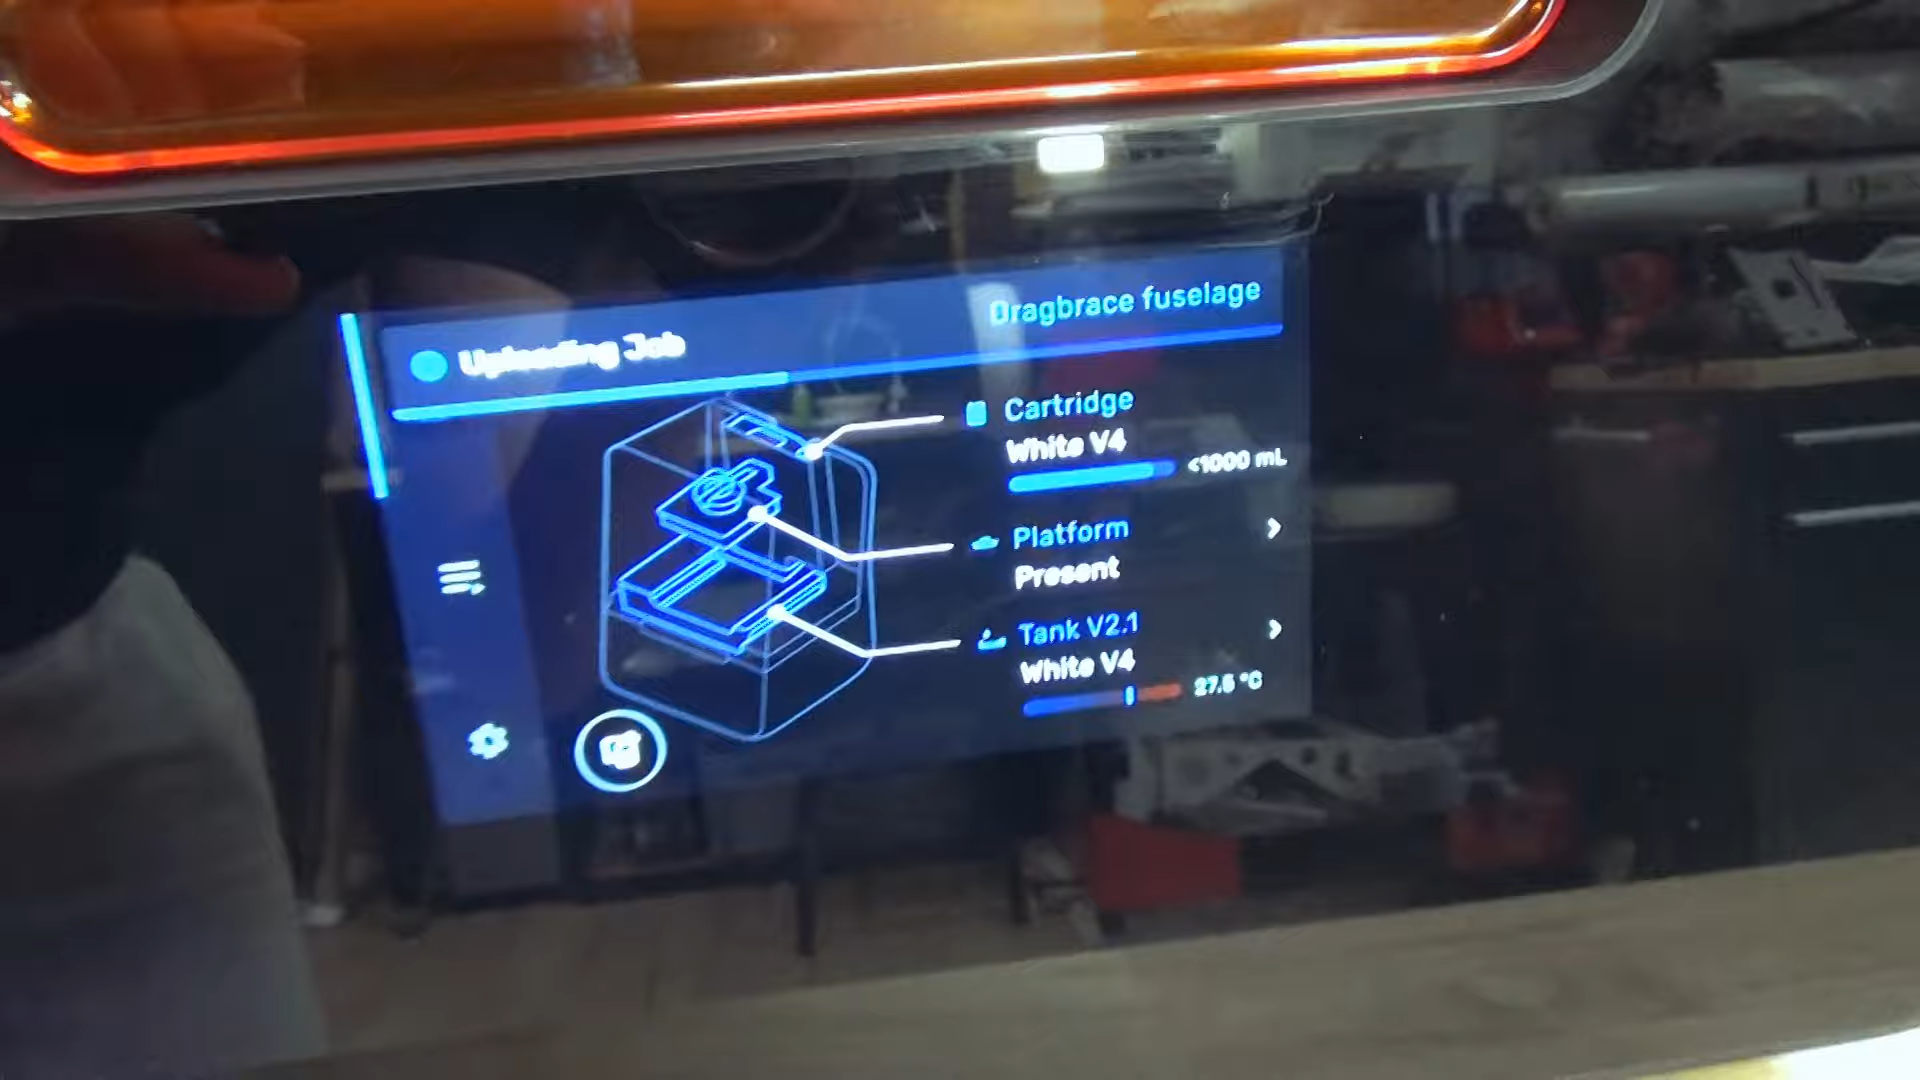 Uploading Job
Dragbrace fuselage
Cartridge
White V4
<1000 mL
Platform
Present
Tank V2.1
White V4
27.5 °C